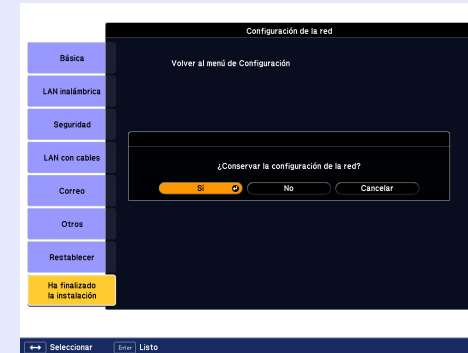 Configuración de la red
Básica
Volver al menú de Configuración
LAN inalámbrica
Seguridad
LAN con cables
¿Conservar la configuración de la red?
Sí No Cancelar
Correo
Otros
Restablecer
Ha finalizado
la instalación
Seleccionar Enter Listo